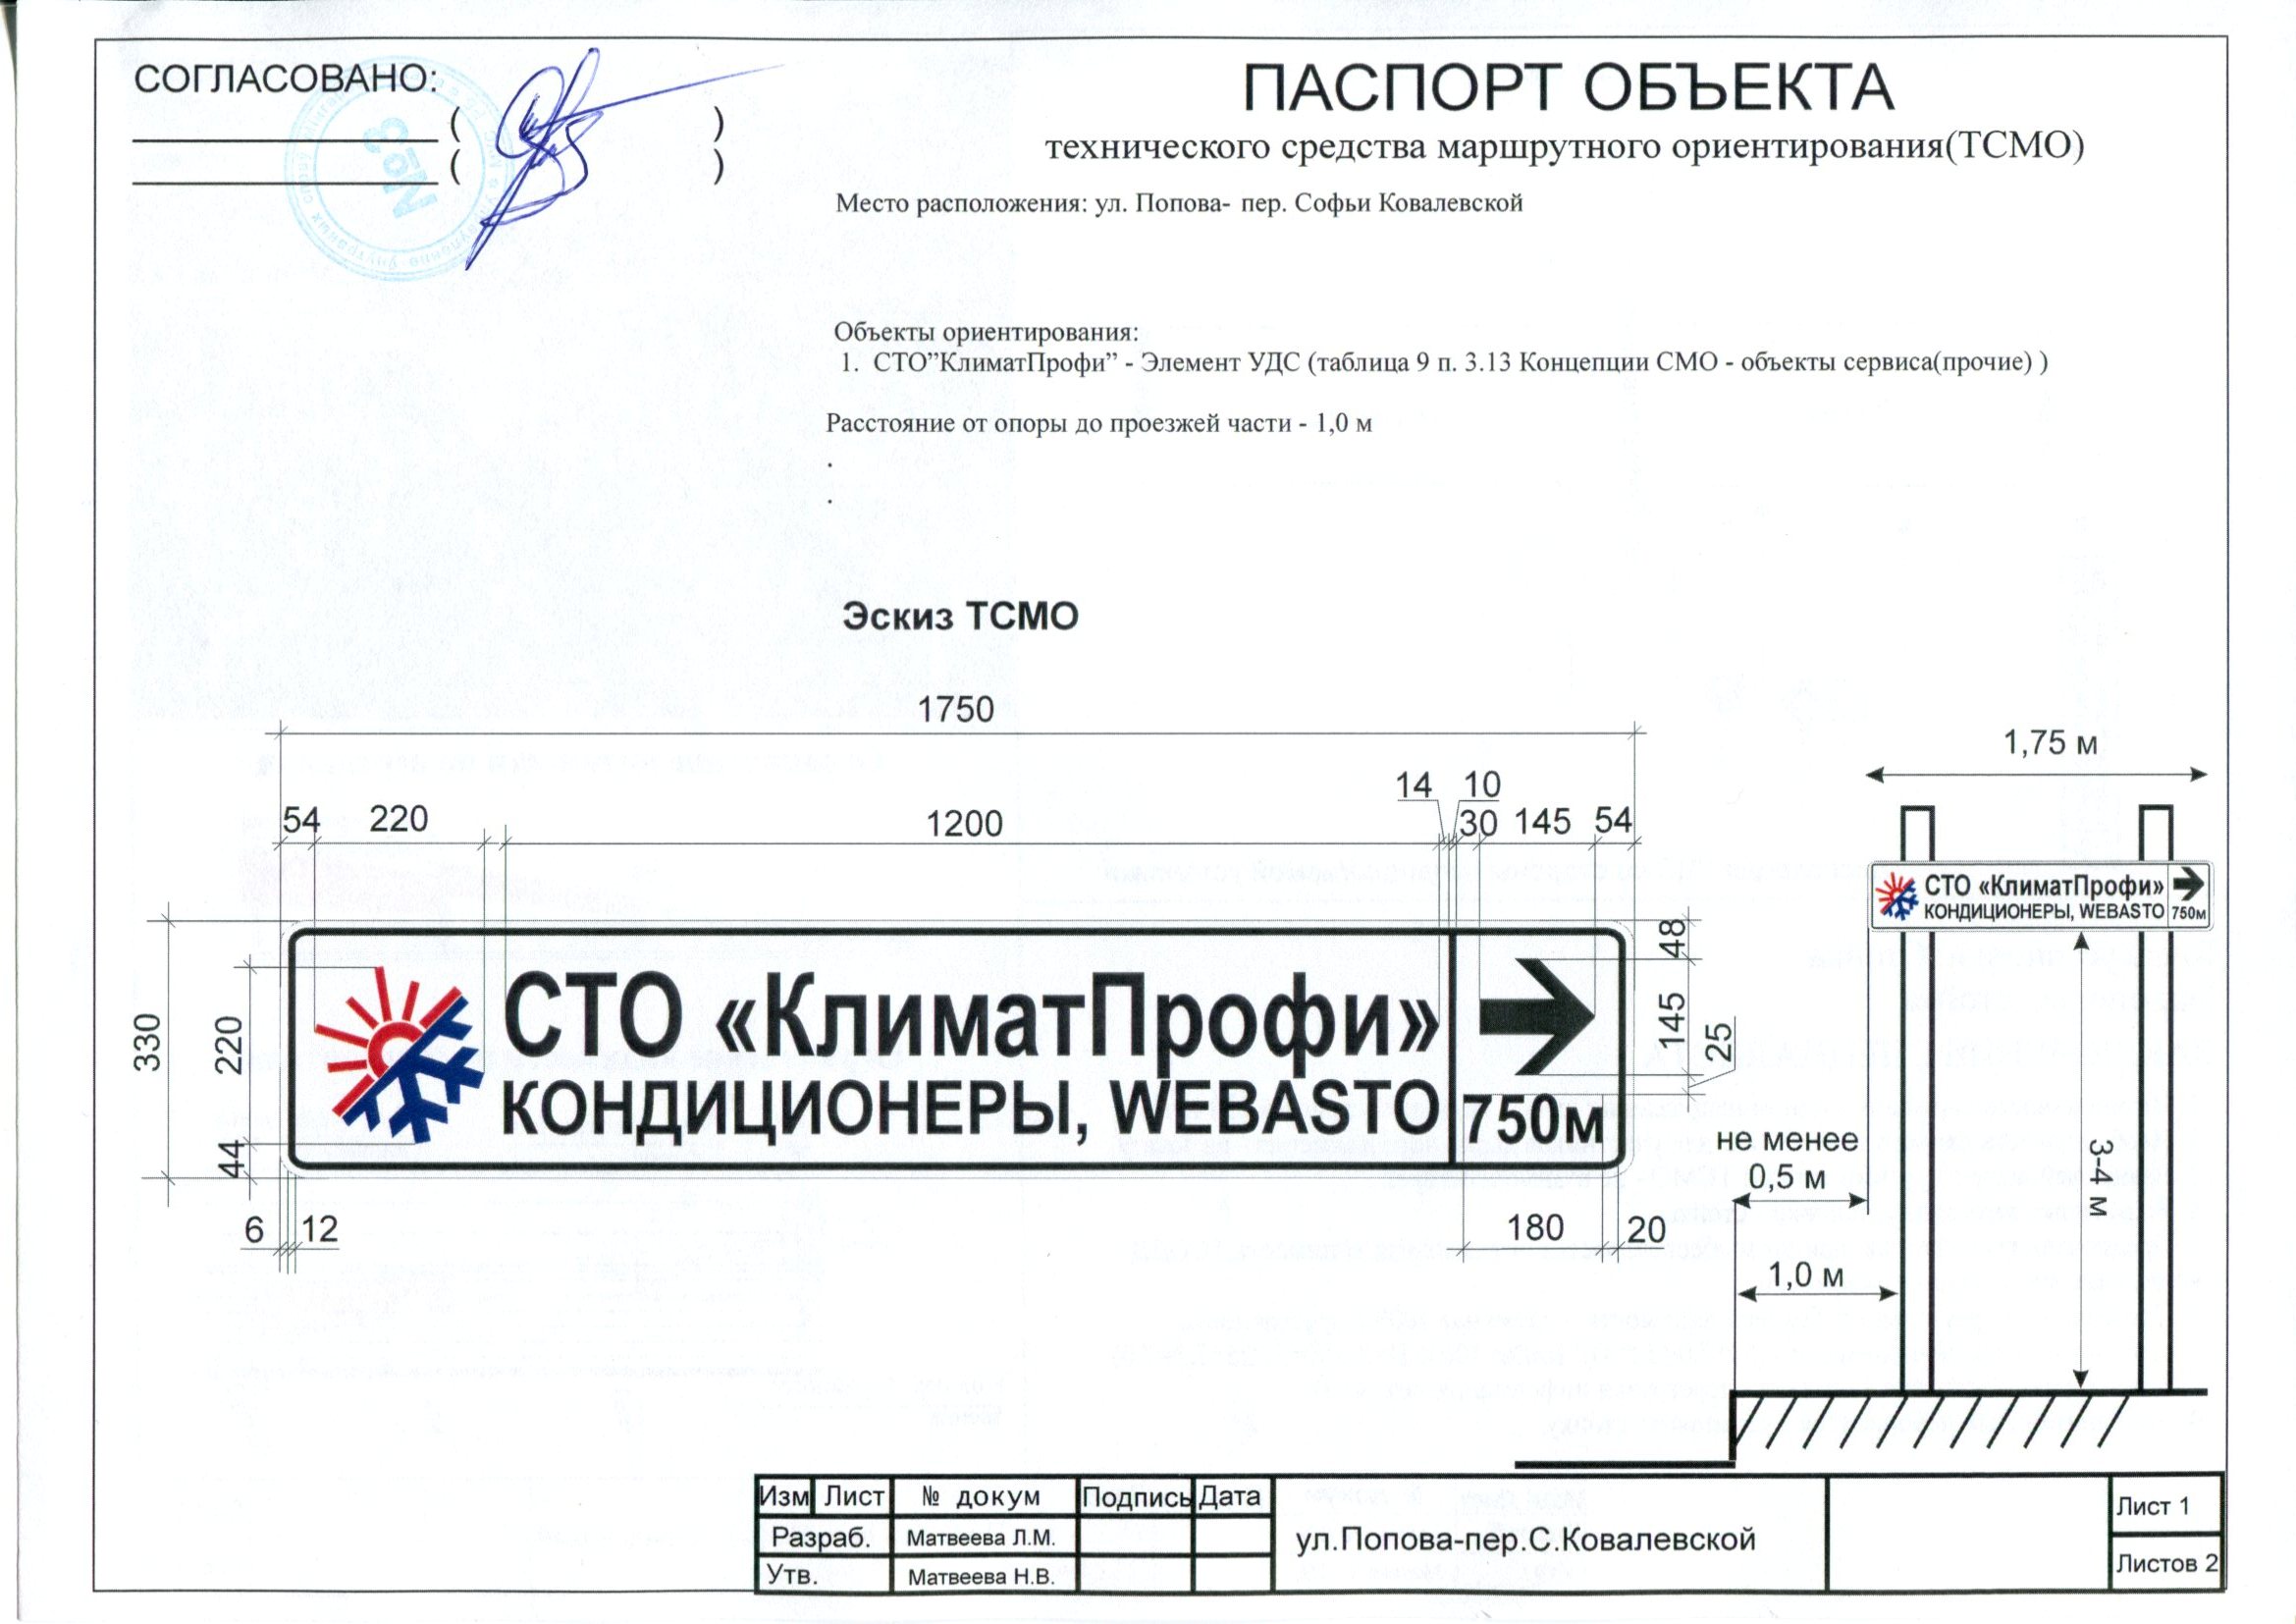 СОГЛАСОВАНО:
( )
( )
№3
ПАСПОРТ ОБЪЕКТА
технического средства маршрутного ориентирования(ТСМО)
Место расположения: ул. Попова- пер. Софьи Ковалевской
Объекты ориентирования:
1. СТО”КлиматПрофи” - Элемент УДС (таблица 9 п. 3.13 Концепции СМО - объекты сервиса(прочие) )
Расстояние от опоры до проезжей части - 1,0 м
.
.
Эскиз ТСМО
1750
54 220 1200 14 10 30 145 54
330 220 44
СТО «КлиматПрофи»
КОНДИЦИОНЕРЫ, WEBASTO 750м
48 145 25
6 12 180 20
1,75 м
СТО «КлиматПрофи»
КОНДИЦИОНЕРЫ, WEBASTO 750м
не менее
0,5 м
3-4 м
1,0 м
Изм Лист № докум Подпись Дата
Разраб. Матвеева Л.М.
Утв. Матвеева Н.В.
ул.Попова-пер.С.Ковалевской
Лист 1
Листов 2